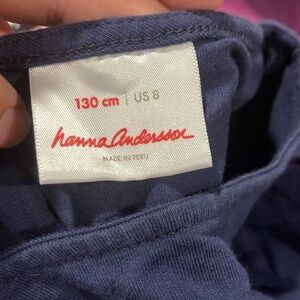 130 cm | US 8
hanna andersson
MADE IN PERU